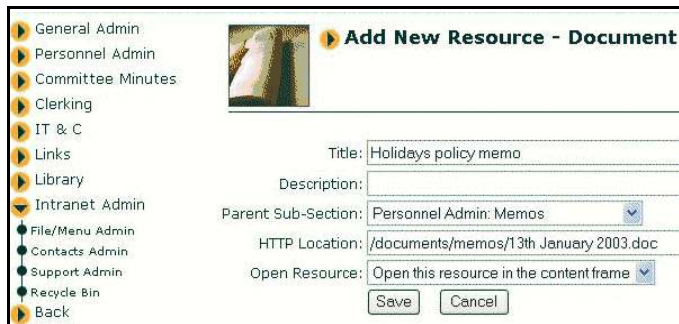 General Admin
Personnel Admin
Committee Minutes
Clerking
IT & C
Links
Library
Intranet Admin
File/Menu Admin
Contacts Admin
Support Admin
Recycle Bin
Back
Add New Resource - Document
Title: Holidays policy memo
Description:
Parent Sub-Section: Personnel Admin: Memos
HTTP Location: /documents/memos/13th January 2003.doc
Open Resource: Open this resource in the content frame
Save Cancel